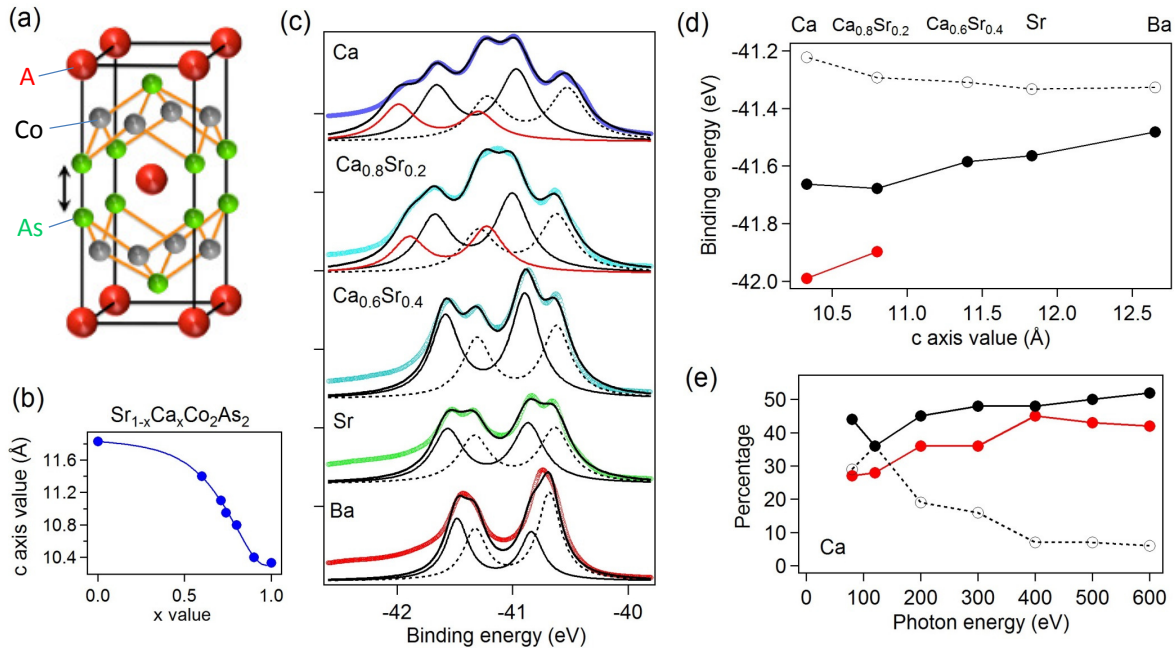 (a)
A
Co
As
(b)
Sr1-xCaxCo2As2
c axis value (Å)
11.6
11.2
10.8
10.4
0.0
0.5
1.0
x value
(c)
Ca
Ca0.8Sr0.2
Ca0.6Sr0.4
Sr
Ba
-42
-41
-40
Binding energy (eV)
(d)
Ca
Ca0.8Sr0.2
Ca0.6Sr0.4
Sr
Ba
Binding energy (eV)
-41.2
-41.4
-41.6
-41.8
-42.0
10.5
11.0
11.5
12.0
12.5
c axis value (Å)
(e)
Percentage
50
40
30
20
10
0
Ca
0
100
200
300
400
500
600
Photon energy (eV)